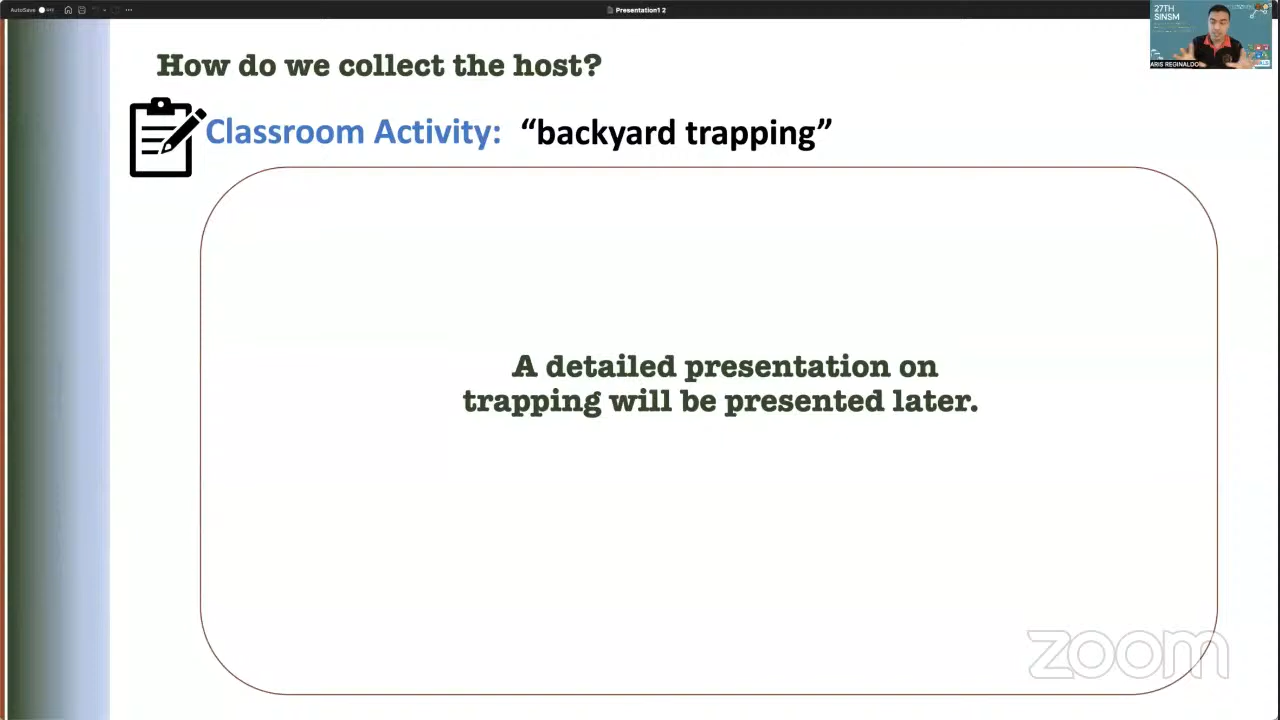 AutoSave
Presentation1 2
27TH
SINSM
ARIS REGINALDO
How do we collect the host?
Classroom Activity: “backyard trapping”
A detailed presentation on
trapping will be presented later.
zoom